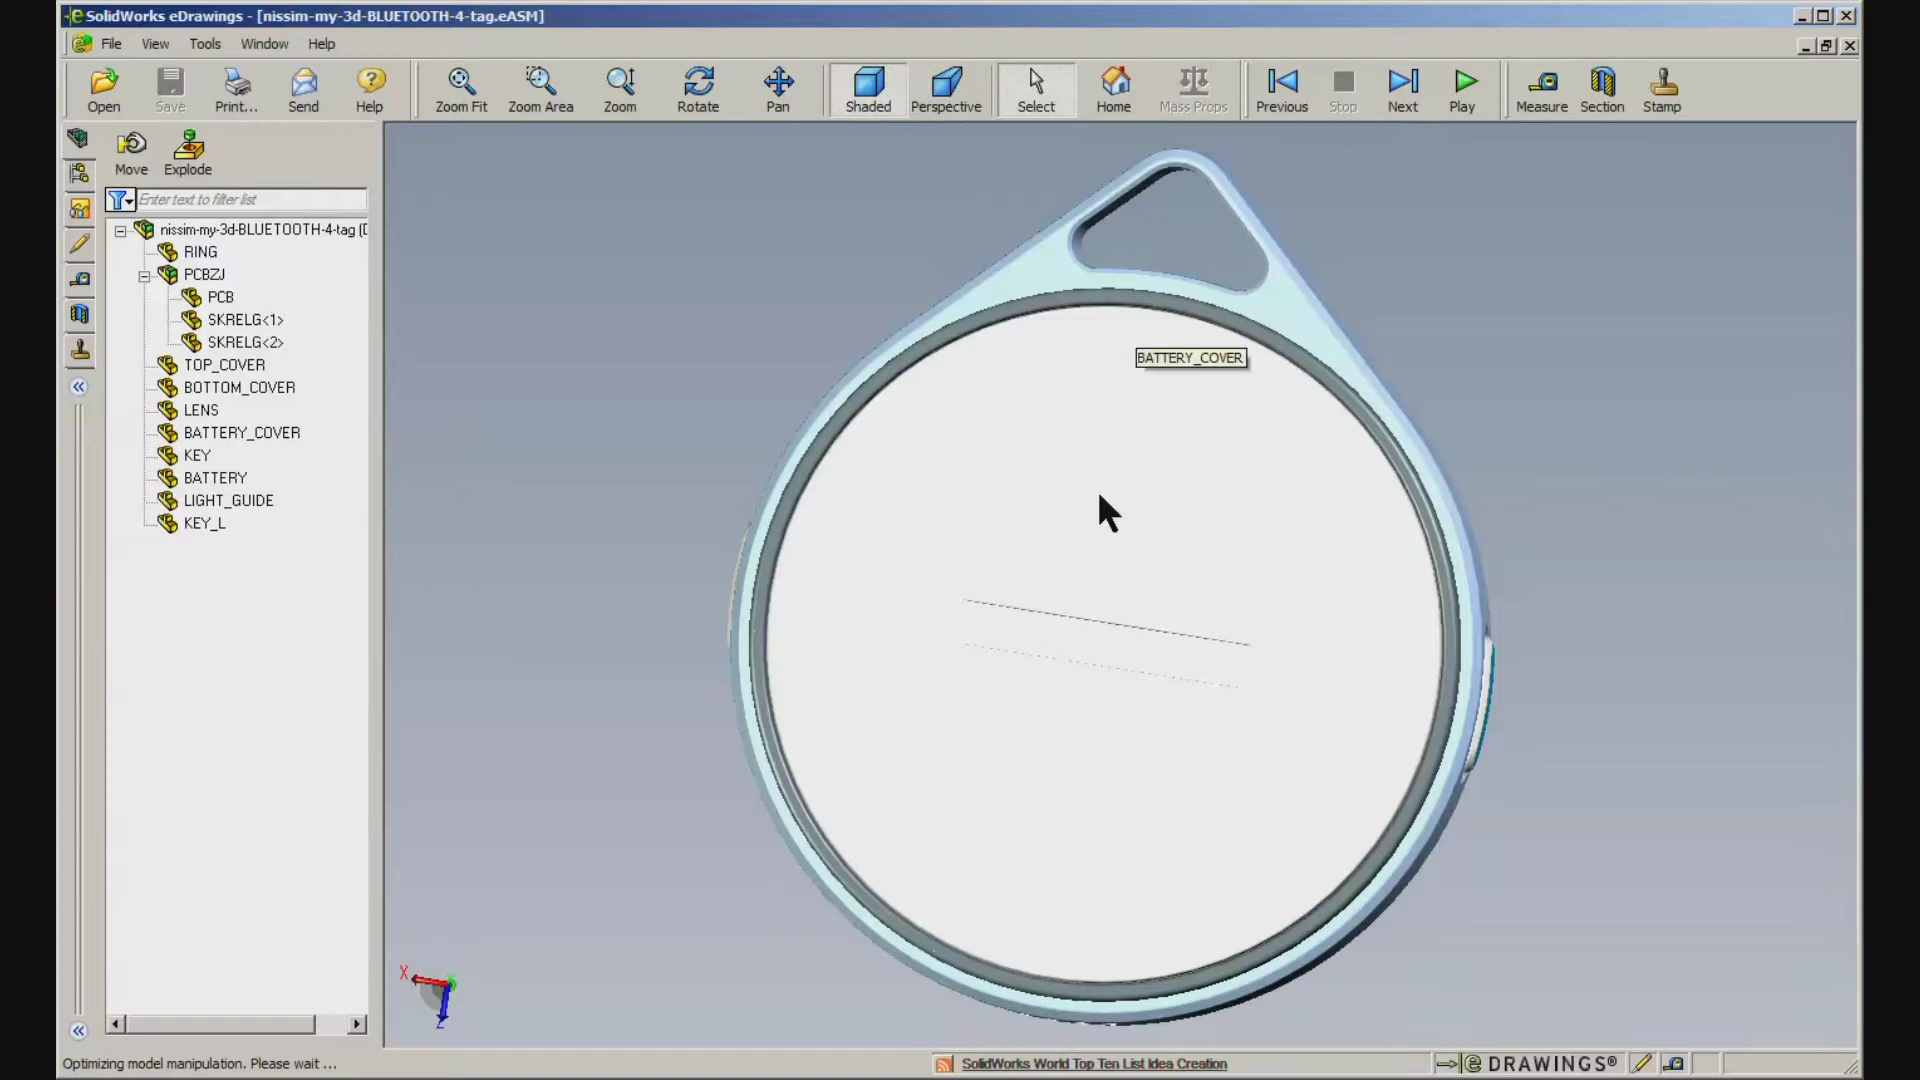 SolidWorks eDrawings - [nissim-my-3d-BLUETOOTH-4-tag.eASM]
File View Tools Window Help
Open Save Print... Send Help Zoom Fit Zoom Area Zoom Rotate Pan Shaded Perspective Select Home Mass Props Previous Stop Next Play Measure Section Stamp
Move Explode
Enter text to filter list
nissim-my-3d-BLUETOOTH-4-tag (D
RING
PCBZJ
PCB
SKRELG<1>
SKRELG<2>
TOP_COVER
BOTTOM_COVER
LENS
BATTERY_COVER
KEY
BATTERY
LIGHT_GUIDE
KEY_L
BATTERY_COVER
X
Y
Z
Optimizing model manipulation. Please wait ...
SolidWorks World Top Ten List Idea Creation
e DRAWINGS®